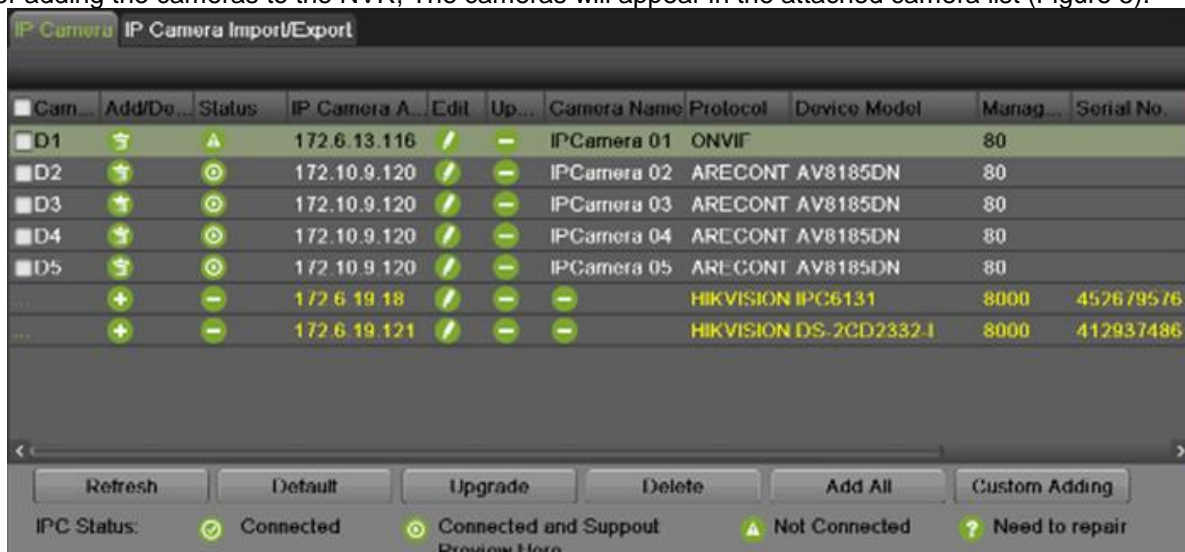 adding the cameras to the NVR, The cameras will appear in the attached camera list (Figure
IP Camera IP Camera Import/Export
Cam... Add/De... Status IP Camera A... Edit Up... Camera Name Protocol Device Model Manag... Serial No.
D1 172.6.13.116 IPCamera 01 ONVIF 80
D2 172.10.9.120 IPCamera 02 ARECONT AV8185DN 80
D3 172.10.9.120 IPCamera 03 ARECONT AV8185DN 80
D4 172.10.9.120 IPCamera 04 ARECONT AV8185DN 80
D5 172.10.9.120 IPCamera 05 ARECONT AV8185DN 80
... 172.6.19.18 HIKVISION IPC6131 8000 452679576
... 172.6.19.121 HIKVISION DS-2CD2332-I 8000 412937486
Refresh Default Upgrade Delete Add All Custom Adding
IPC Status: Connected Connected and Suppout Not Connected Need to repair
Preview Here